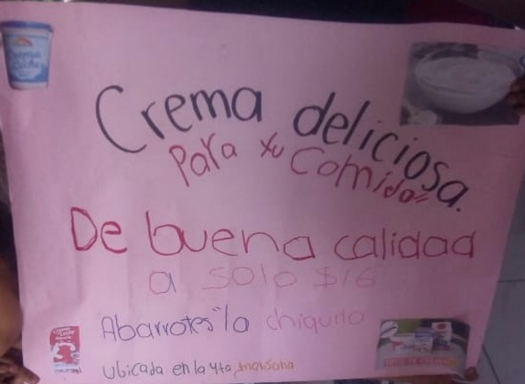 Crema deliciosa.
Para tu Comida"
De buena calidad
a solo $16
Abarrotes "la chiquita
Ubicada en la 4ta